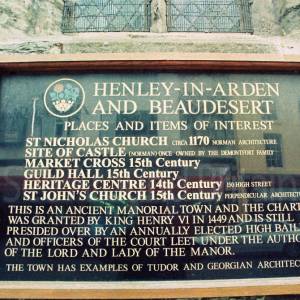 HENLEY-IN-ARDEN
AND BEAUDESERT
PLACES AND ITEMS OF INTEREST
ST NICHOLAS CHURCH CIRCA 1170 NORMAN ARCHITECTURE
SITE OF CASTLE (NORMAN) ONCE OWNED BY THE DEMONTFORT FAMILY
MARKET CROSS 15th Century
GUILD HALL 15th Century
HERITAGE CENTRE 14th Century 150 HIGH STREET
ST JOHN'S CHURCH 15th Century PERPENDICULAR ARCHITEC
THIS IS AN ANCIENT MANORIAL TOWN AND THE CHART
WAS GRANTED BY KING HENRY VI IN 1449 AND IS STILL
PRESIDED OVER BY AN ANNUALLY ELECTED HIGH BAIL
AND OFFICERS OF THE COURT LEET UNDER THE AUTHO
OF THE LORD AND LADY OF THE MANOR.
THE TOWN HAS EXAMPLES OF TUDOR AND GEORGIAN ARCHITEC